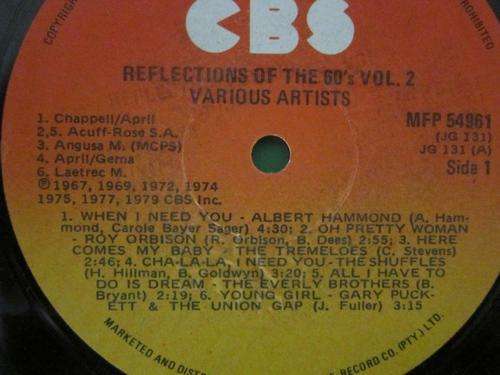 COPYRIGHT
CBS
HIBITED
REFLECTIONS OF THE 60's VOL. 2
VARIOUS ARTISTS
1. Chappell/April
2,5. Acuff-Rose S.A.
3. Angusa M. (MCPS)
4. April/Gema
6. Laetrec M.
℗1967, 1969, 1972, 1974
1975, 1977, 1979 CBS Inc.
MFP 54961
(JG 131)
JG 131 (A)
Side 1
1. WHEN I NEED YOU - ALBERT HAMMOND (A. Ham-
mond, Carole Bayer Sager) 4:30; 2. OH PRETTY WOMAN
- ROY ORBISON (R. Orbison, B. Dees) 2:55; 3. HERE
COMES MY BABY - THE TREMELOES (C. Stevens)
2:46; 4. CHA-LA-LA, I NEED YOU - THE SHUFFLES
(H. Hillman, B. Goldwyn) 3:20; 5. ALL I HAVE TO
DO IS DREAM - THE EVERLY BROTHERS (B.
Bryant) 2:19; 6. YOUNG GIRL - GARY PUCK-
ETT & THE UNION GAP (J. Fuller) 3:15
MARKETED AND DIST
RECORD CO. (PTY.) LTD.